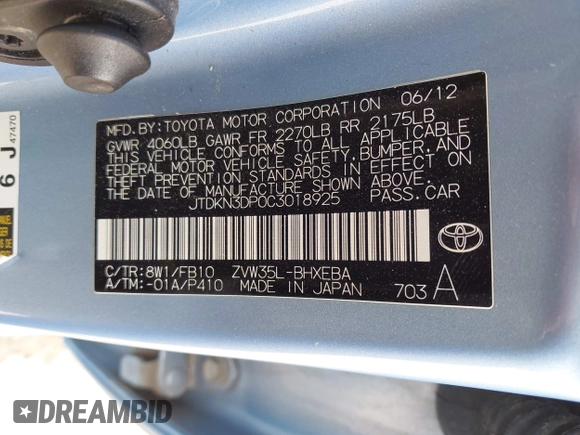 MFD. BY: TOYOTA MOTOR CORPORATION 06/12
GVWR 4060LB GAWR FR 2270LB RR 2175LB
THIS VEHICLE CONFORMS TO ALL APPLICABLE
FEDERAL MOTOR VEHICLE SAFETY, BUMPER, AND
THEFT PREVENTION STANDARDS IN EFFECT ON
THE DATE OF MANUFACTURE SHOWN ABOVE.
JTDKN3DP0C3018925 PASS. CAR
C/TR: 8W1/FB10 ZVW35L-BHXEBA
A/TM: -01A/P410 MADE IN JAPAN 703 A
6 J 47470
DREAMBID